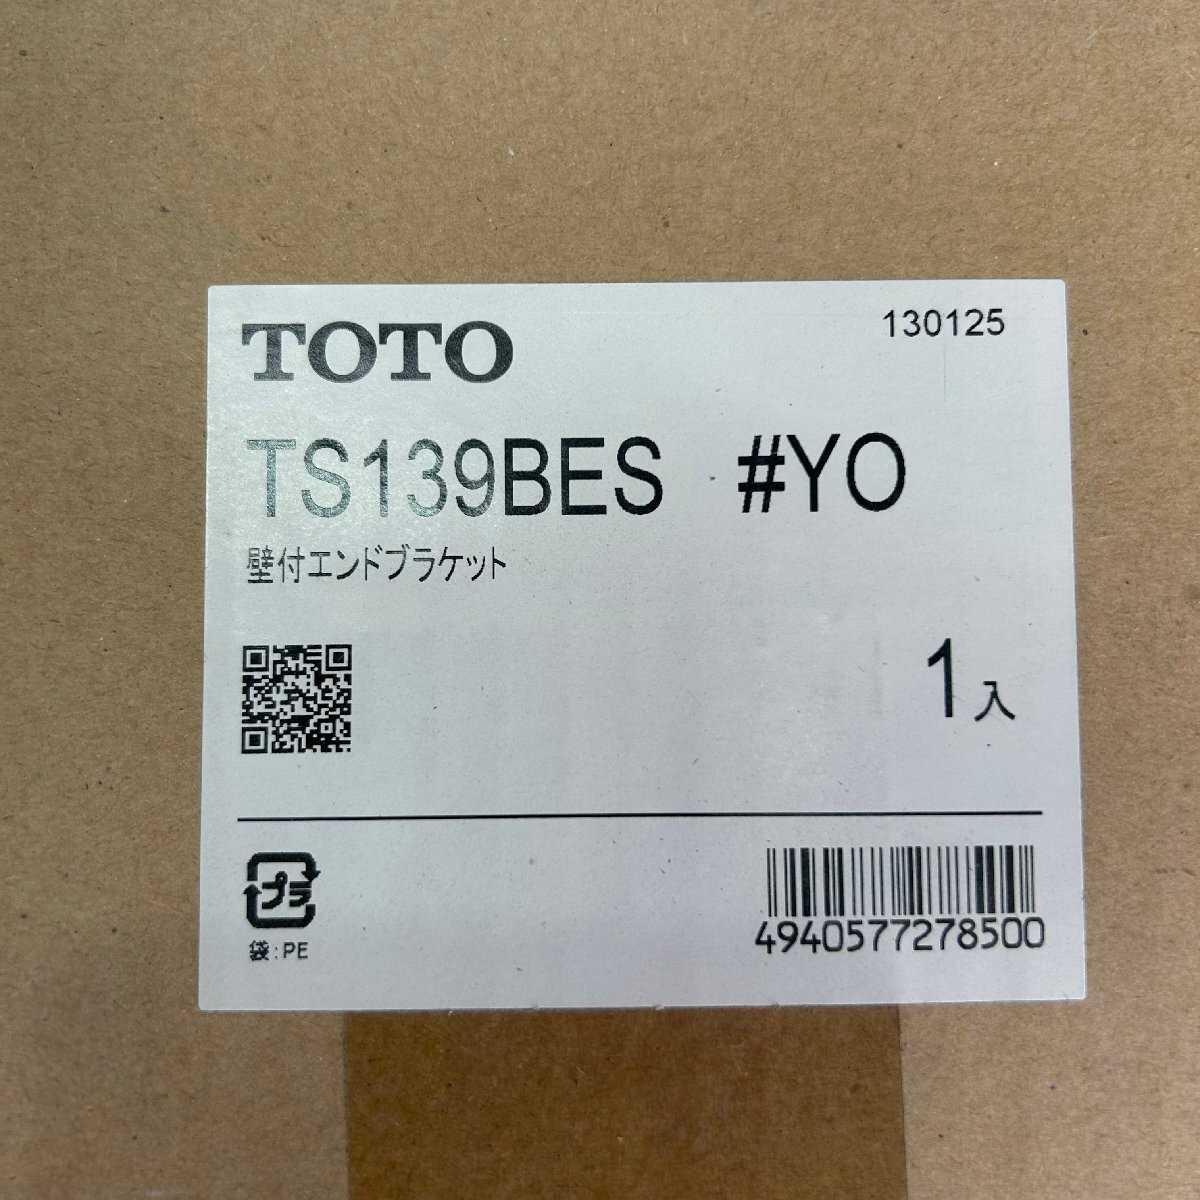 TOTO
130125
TS139BES #YO
壁付エンドブラケット
1入
プラ
袋:PE
4940577278500